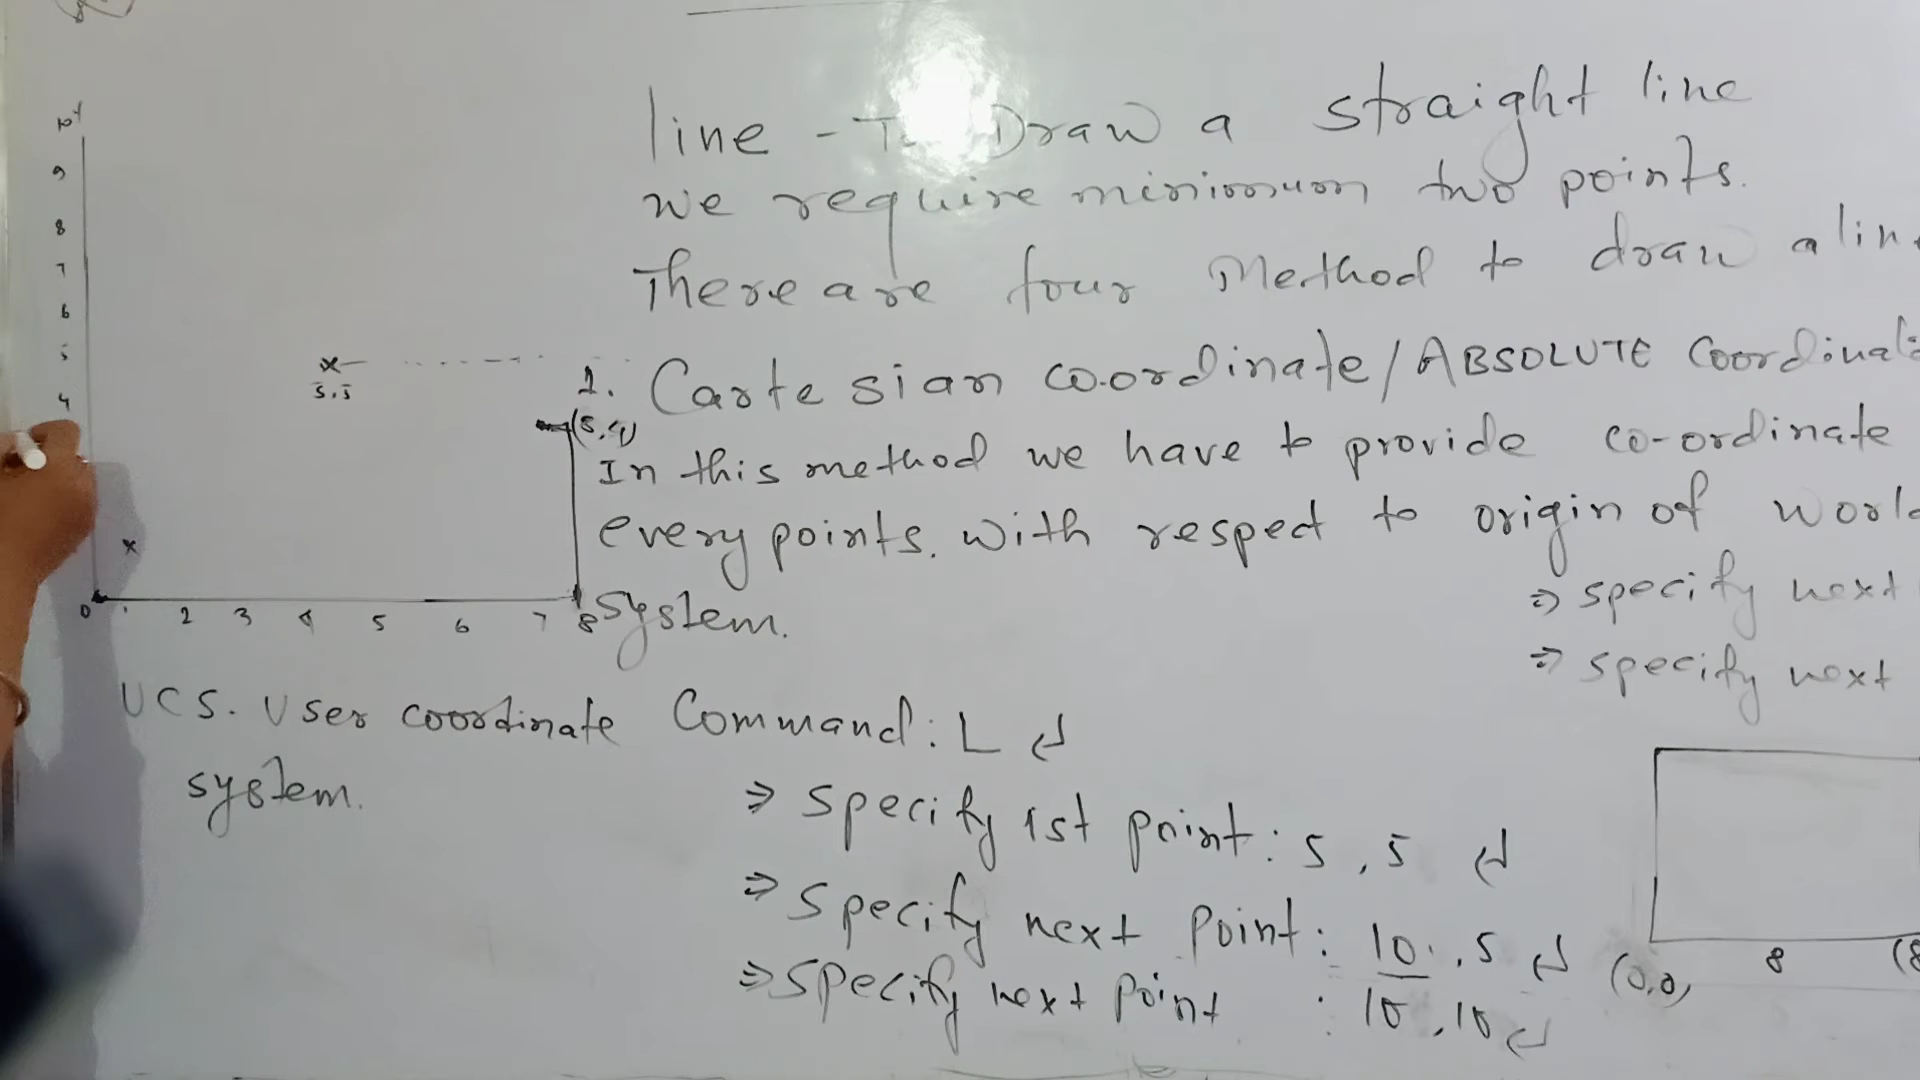 line - To Draw a straight line
we require minimum two points.
There are four Method to draw a line
1. Cartesian co-ordinate/ABSOLUTE Coordinate
In this method we have to provide co-ordinate
every points. with respect to origin of world
system.
⇒ specify next
⇒ specify next
10 Y
9
8
7
6
5
4
x
5,5
x
0 1 2 3 4 5 6 7 8
UCS. User coordinate
system.
Command: L ↵
⇒ specify 1st point: 5,5 ↵
⇒ specify next point: 10,5 ↵
⇒ specify next point : 10,10 ↵
(0,0)
8
(8